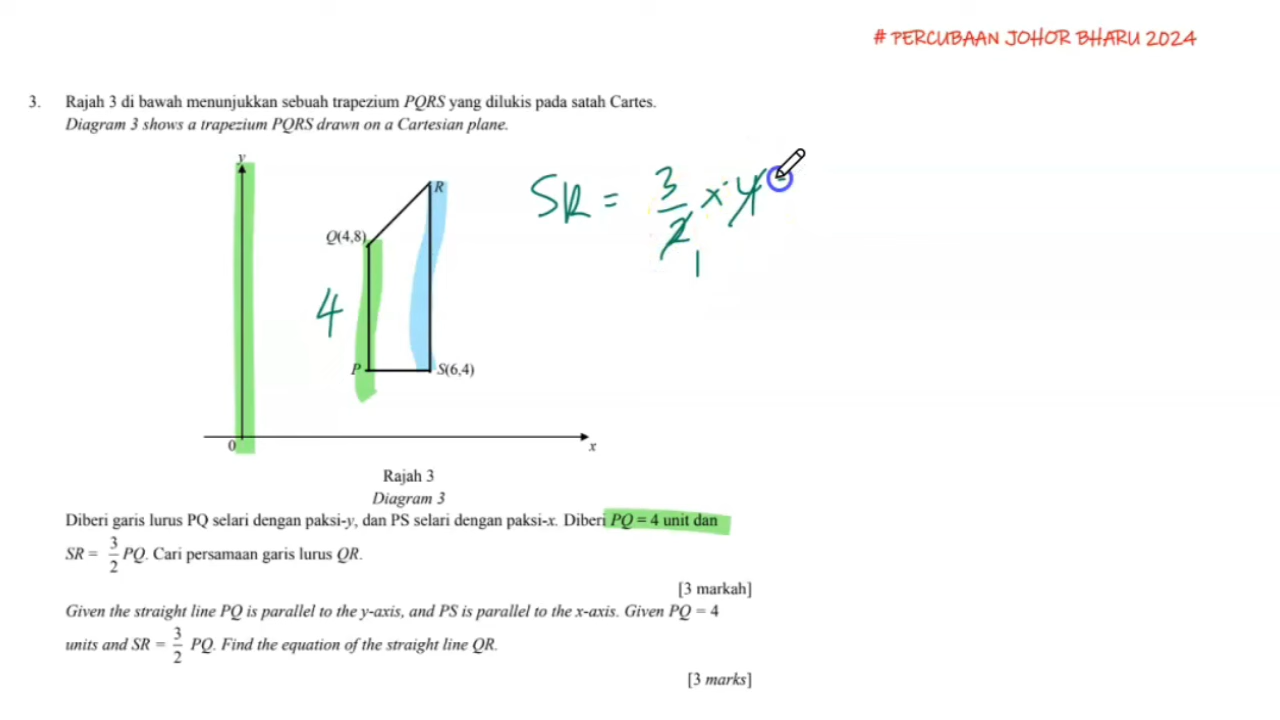 # PERCUBAAN JOHOR BHARU 2024
3. Rajah 3 di bawah menunjukkan sebuah trapezium PQRS yang dilukis pada satah Cartes.
Diagram 3 shows a trapezium PQRS drawn on a Cartesian plane.
y
R
SR = 3/2 × 4
1
Q(4,8)
4
P
S(6,4)
0
x
Rajah 3
Diagram 3
Diberi garis lurus PQ selari dengan paksi-y, dan PS selari dengan paksi-x. Diberi PQ = 4 unit dan
SR = 3/2 PQ. Cari persamaan garis lurus QR.
[3 markah]
Given the straight line PQ is parallel to the y-axis, and PS is parallel to the x-axis. Given PQ = 4
units and SR = 3/2 PQ. Find the equation of the straight line QR.
[3 marks]